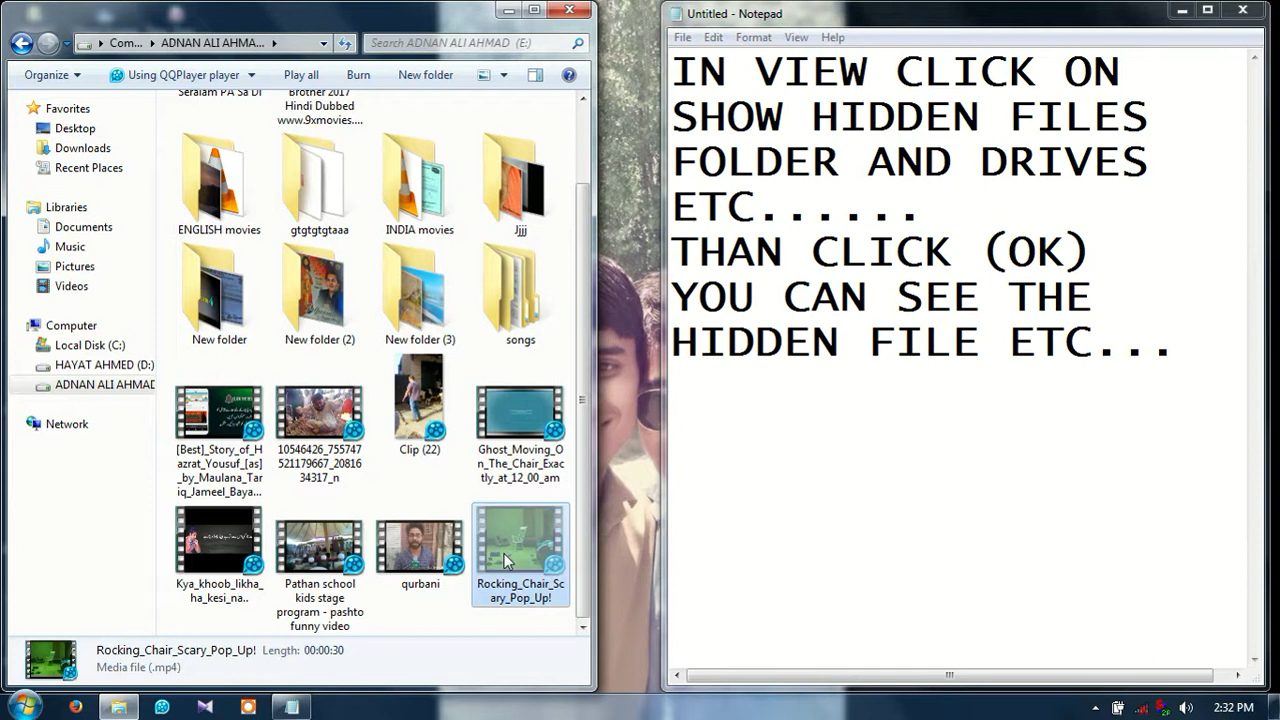 Untitled - Notepad
Com... ▸ ADNAN ALI AHMA... ▸
Search ADNAN ALI AHMAD (E:)
File Edit Format View Help
Organize Using QQPlayer player Play all Burn New folder
Favorites
Desktop
Downloads
Recent Places
Libraries
Documents
Music
Pictures
Videos
Computer
Local Disk (C:)
HAYAT AHMED (D:)
ADNAN ALI AHMAD
Network
Brother 2017
Hindi Dubbed
www.9xmovies....
ENGLISH movies
gtgtgtgtaaa
INDIA movies
Jjjj
New folder
New folder (2)
New folder (3)
songs
[Best]_Story_of_H
azrat_Yousuf_[as]
_by_Maulana_Tar
iq_Jameel_Baya...
10546426_755747
521179667_20816
34317_n
Clip (22)
Ghost_Moving_O
n_The_Chair_Exac
tly_at_12_00_am
Kya_khoob_likha_
ha_kesi_na..
Pathan school
kids stage
program - pashto
funny video
qurbani
Rocking_Chair_Sc
ary_Pop_Up!
Rocking_Chair_Scary_Pop_Up! Length: 00:00:30
Media file (.mp4)
IN VIEW CLICK ON
SHOW HIDDEN FILES
FOLDER AND DRIVES
ETC......
THAN CLICK (OK)
YOU CAN SEE THE
HIDDEN FILE ETC...
2:32 PM